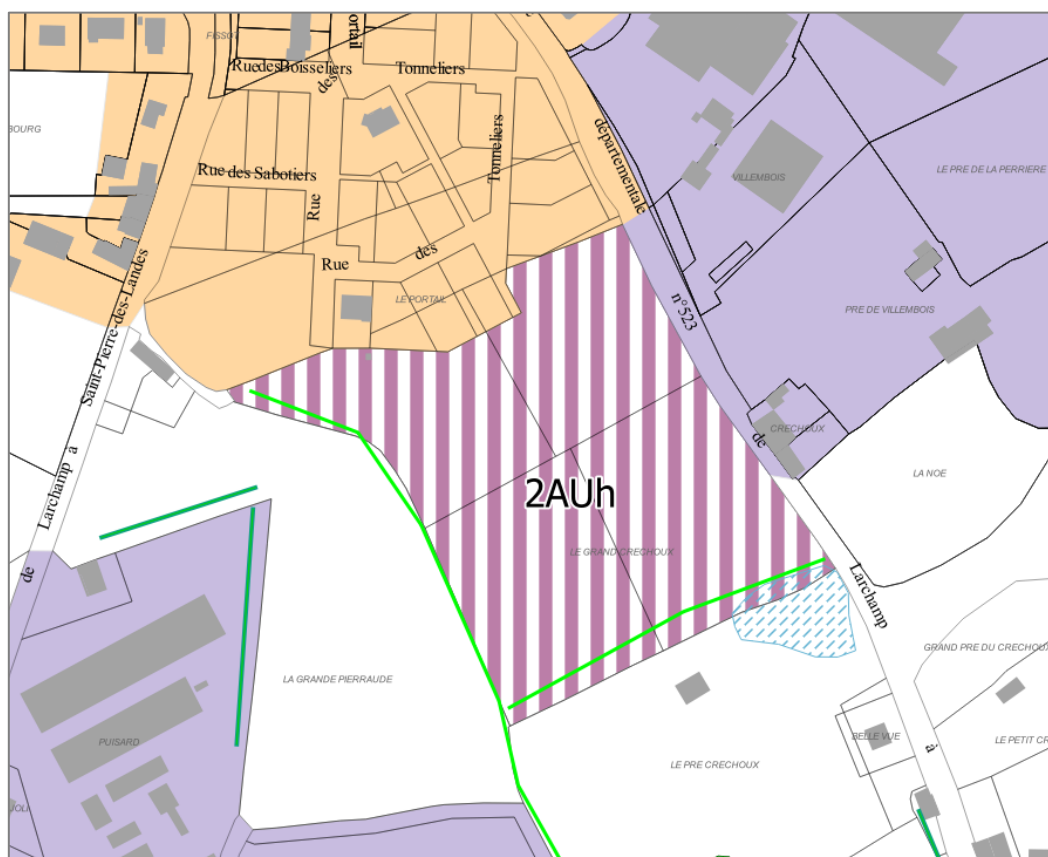 FISSOT
Portail
Rue des Boisseliers
des
Tonneliers
BOURG
départementale
Tonneliers
Rue des Sabotiers
LE PRE DE LA PERRIERE
VILLEMBOIS
Rue
des
Rue
LE PORTAIL
n°523
PRE DE VILLEMBOIS
Larchamp à Saint-Pierre-des-Landes
de
CRECHOUX
de
LA NOE
2AUh
LE GRAND CRECHOUX
Larchamp
de
GRAND PRE DU CRECHOUX
LA GRANDE PIERRAUDE
à
PUISARD
BELLE VUE
LE PETIT CR
LE PRE CRECHOUX
JOLI